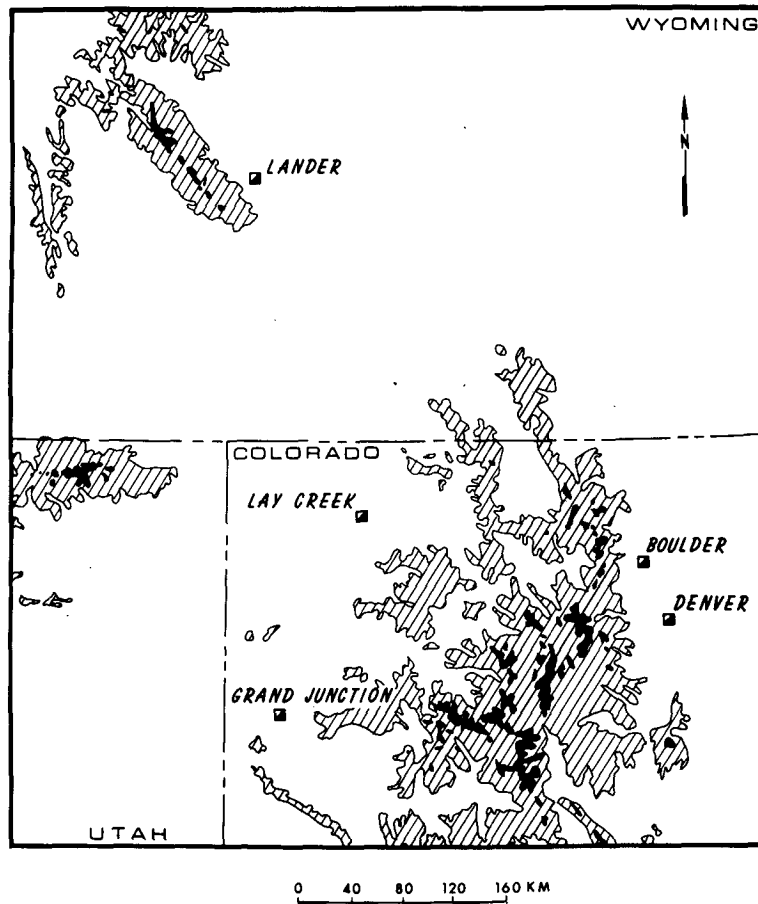 WYOMING
N
LANDER
COLORADO
LAY CREEK
BOULDER
DENVER
GRAND JUNCTION
UTAH
0 40 80 120 160 KM